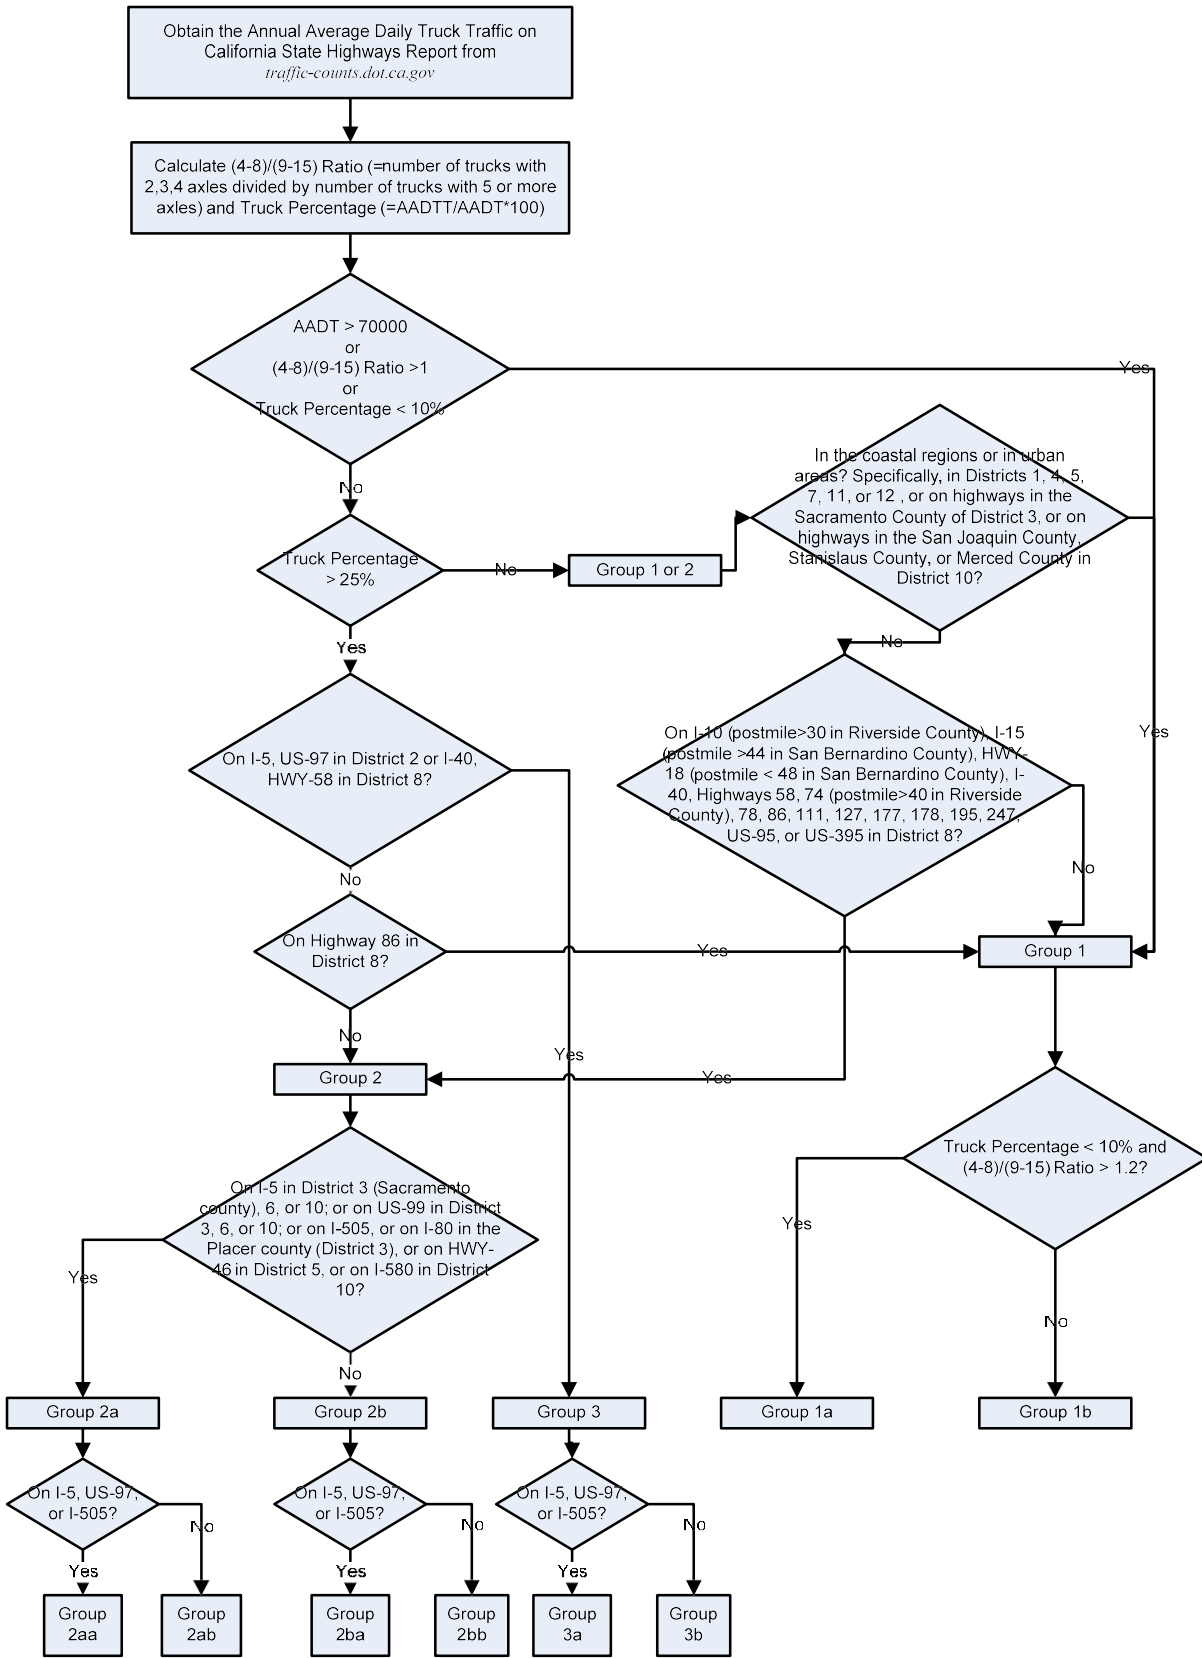 Obtain the Annual Average Daily Truck Traffic on
California State Highways Report from
traffic-counts.dot.ca.gov
Calculate (4-8)/(9-15) Ratio (=number of trucks with
2,3,4 axles divided by number of trucks with 5 or more
axles) and Truck Percentage (=AADTT/AADT*100)
AADT > 70000
or
(4-8)/(9-15) Ratio >1
or
Truck Percentage < 10%
Yes
No
In the coastal regions or in urban
areas? Specifically, in Districts 1, 4, 5,
7, 11, or 12 , or on highways in the
Sacramento County of District 3, or on
highways in the San Joaquin County,
Stanislaus County, or Merced County in
District 10?
Truck Percentage
> 25%
No
Group 1 or 2
Yes
No
Yes
On I-5, US-97 in District 2 or I-40,
HWY-58 in District 8?
On I-10 (postmile>30 in Riverside County), I-15
(postmile >44 in San Bernardino County), HWY-
18 (postmile < 48 in San Bernardino County), I-
40, Highways 58, 74 (postmile>40 in Riverside
County), 78, 86, 111, 127, 177, 178, 195, 247,
US-95, or US-395 in District 8?
No
No
On Highway 86 in
District 8?
Yes
Group 1
No
Yes
Group 2
Yes
Truck Percentage < 10% and
(4-8)/(9-15) Ratio > 1.2?
On I-5 in District 3 (Sacramento
county), 6, or 10; or on US-99 in District
3, 6, or 10; or on I-505, or on I-80 in the
Placer county (District 3), or on HWY-
46 in District 5, or on I-580 in District
10?
Yes
Yes
No
No
Group 2a
Group 2b
Group 3
Group 1a
Group 1b
On I-5, US-97,
or I-505?
On I-5, US-97,
or I-505?
On I-5, US-97,
or I-505?
No
No
No
Yes
Yes
Yes
Group
2aa
Group
2ab
Group
2ba
Group
2bb
Group
3a
Group
3b